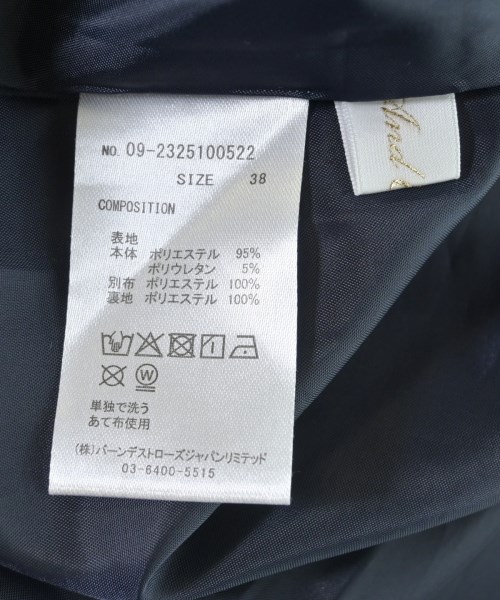 NO. 09-2325100522
SIZE 38
COMPOSITION
表地
本体 ポリエステル 95%
ポリウレタン 5%
別布 ポリエステル 100%
裏地 ポリエステル 100%
W
単独で洗う
あて布使用
(株)バーンデストローズジャパンリミテッド
03-6400-5515